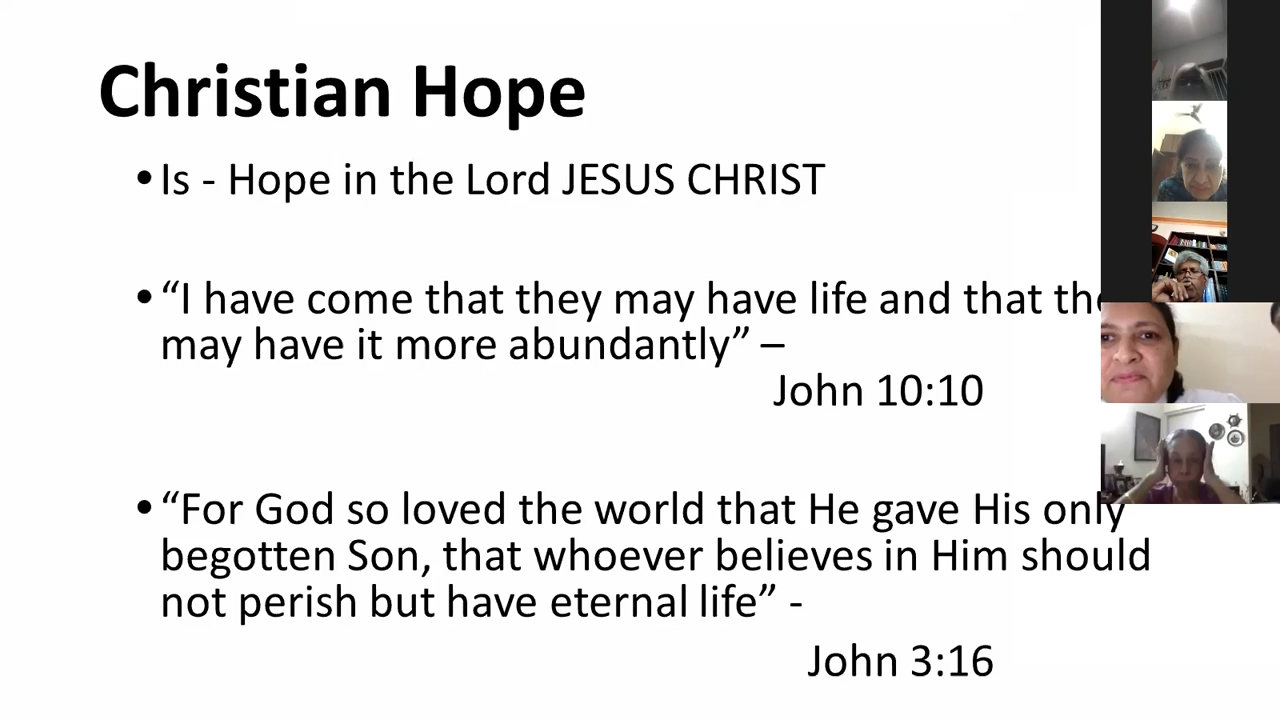 Christian Hope
•Is - Hope in the Lord JESUS CHRIST
•“I have come that they may have life and that
may have it more abundantly” –
John 10:10
•“For God so loved the world that He gave His only
begotten Son, that whoever believes in Him should
not perish but have eternal life” -
John 3:16